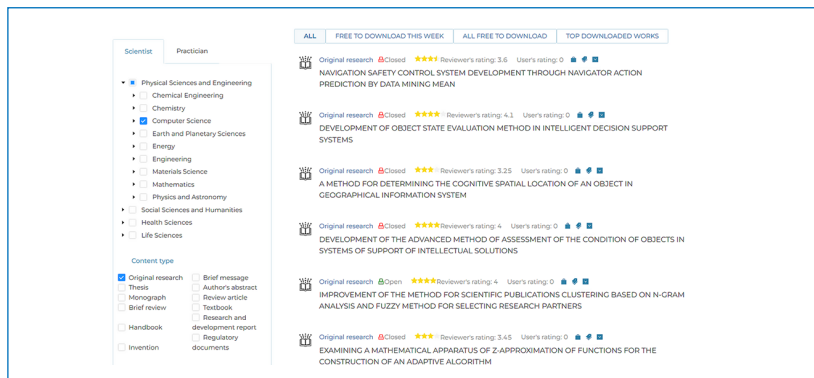 Scientist
Practician
Physical Sciences and Engineering
Chemical Engineering
Chemistry
Computer Science
Earth and Planetary Sciences
Energy
Engineering
Materials Science
Mathematics
Physics and Astronomy
Social Sciences and Humanities
Health Sciences
Life Sciences
Content type
Original research
Thesis
Monograph
Brief review
Handbook
Invention
Brief message
Author's abstract
Review article
Textbook
Research and
development report
Regulatory
documents
ALL
FREE TO DOWNLOAD THIS WEEK
ALL FREE TO DOWNLOAD
TOP DOWNLOADED WORKS
Original research Closed Reviewer's rating: 3.6 User's rating: 0
NAVIGATION SAFETY CONTROL SYSTEM DEVELOPMENT THROUGH NAVIGATOR ACTION
PREDICTION BY DATA MINING MEAN
Original research Closed Reviewer's rating: 4.1 User's rating: 0
DEVELOPMENT OF OBJECT STATE EVALUATION METHOD IN INTELLIGENT DECISION SUPPORT
SYSTEMS
Original research Closed Reviewer's rating: 3.25 User's rating: 0
A METHOD FOR DETERMINING THE COGNITIVE SPATIAL LOCATION OF AN OBJECT IN
GEOGRAPHICAL INFORMATION SYSTEM
Original research Closed Reviewer's rating: 4 User's rating: 0
DEVELOPMENT OF THE ADVANCED METHOD OF ASSESSMENT OF THE CONDITION OF OBJECTS IN
SYSTEMS OF SUPPORT OF INTELLECTUAL SOLUTIONS
Original research Open Reviewer's rating: 4 User's rating: 0
IMPROVEMENT OF THE METHOD FOR SCIENTIFIC PUBLICATIONS CLUSTERING BASED ON N-GRAM
ANALYSIS AND FUZZY METHOD FOR SELECTING RESEARCH PARTNERS
Original research Closed Reviewer's rating: 3.45 User's rating: 0
EXAMINING A MATHEMATICAL APPARATUS OF Z-APPROXIMATION OF FUNCTIONS FOR THE
CONSTRUCTION OF AN ADAPTIVE ALGORITHM